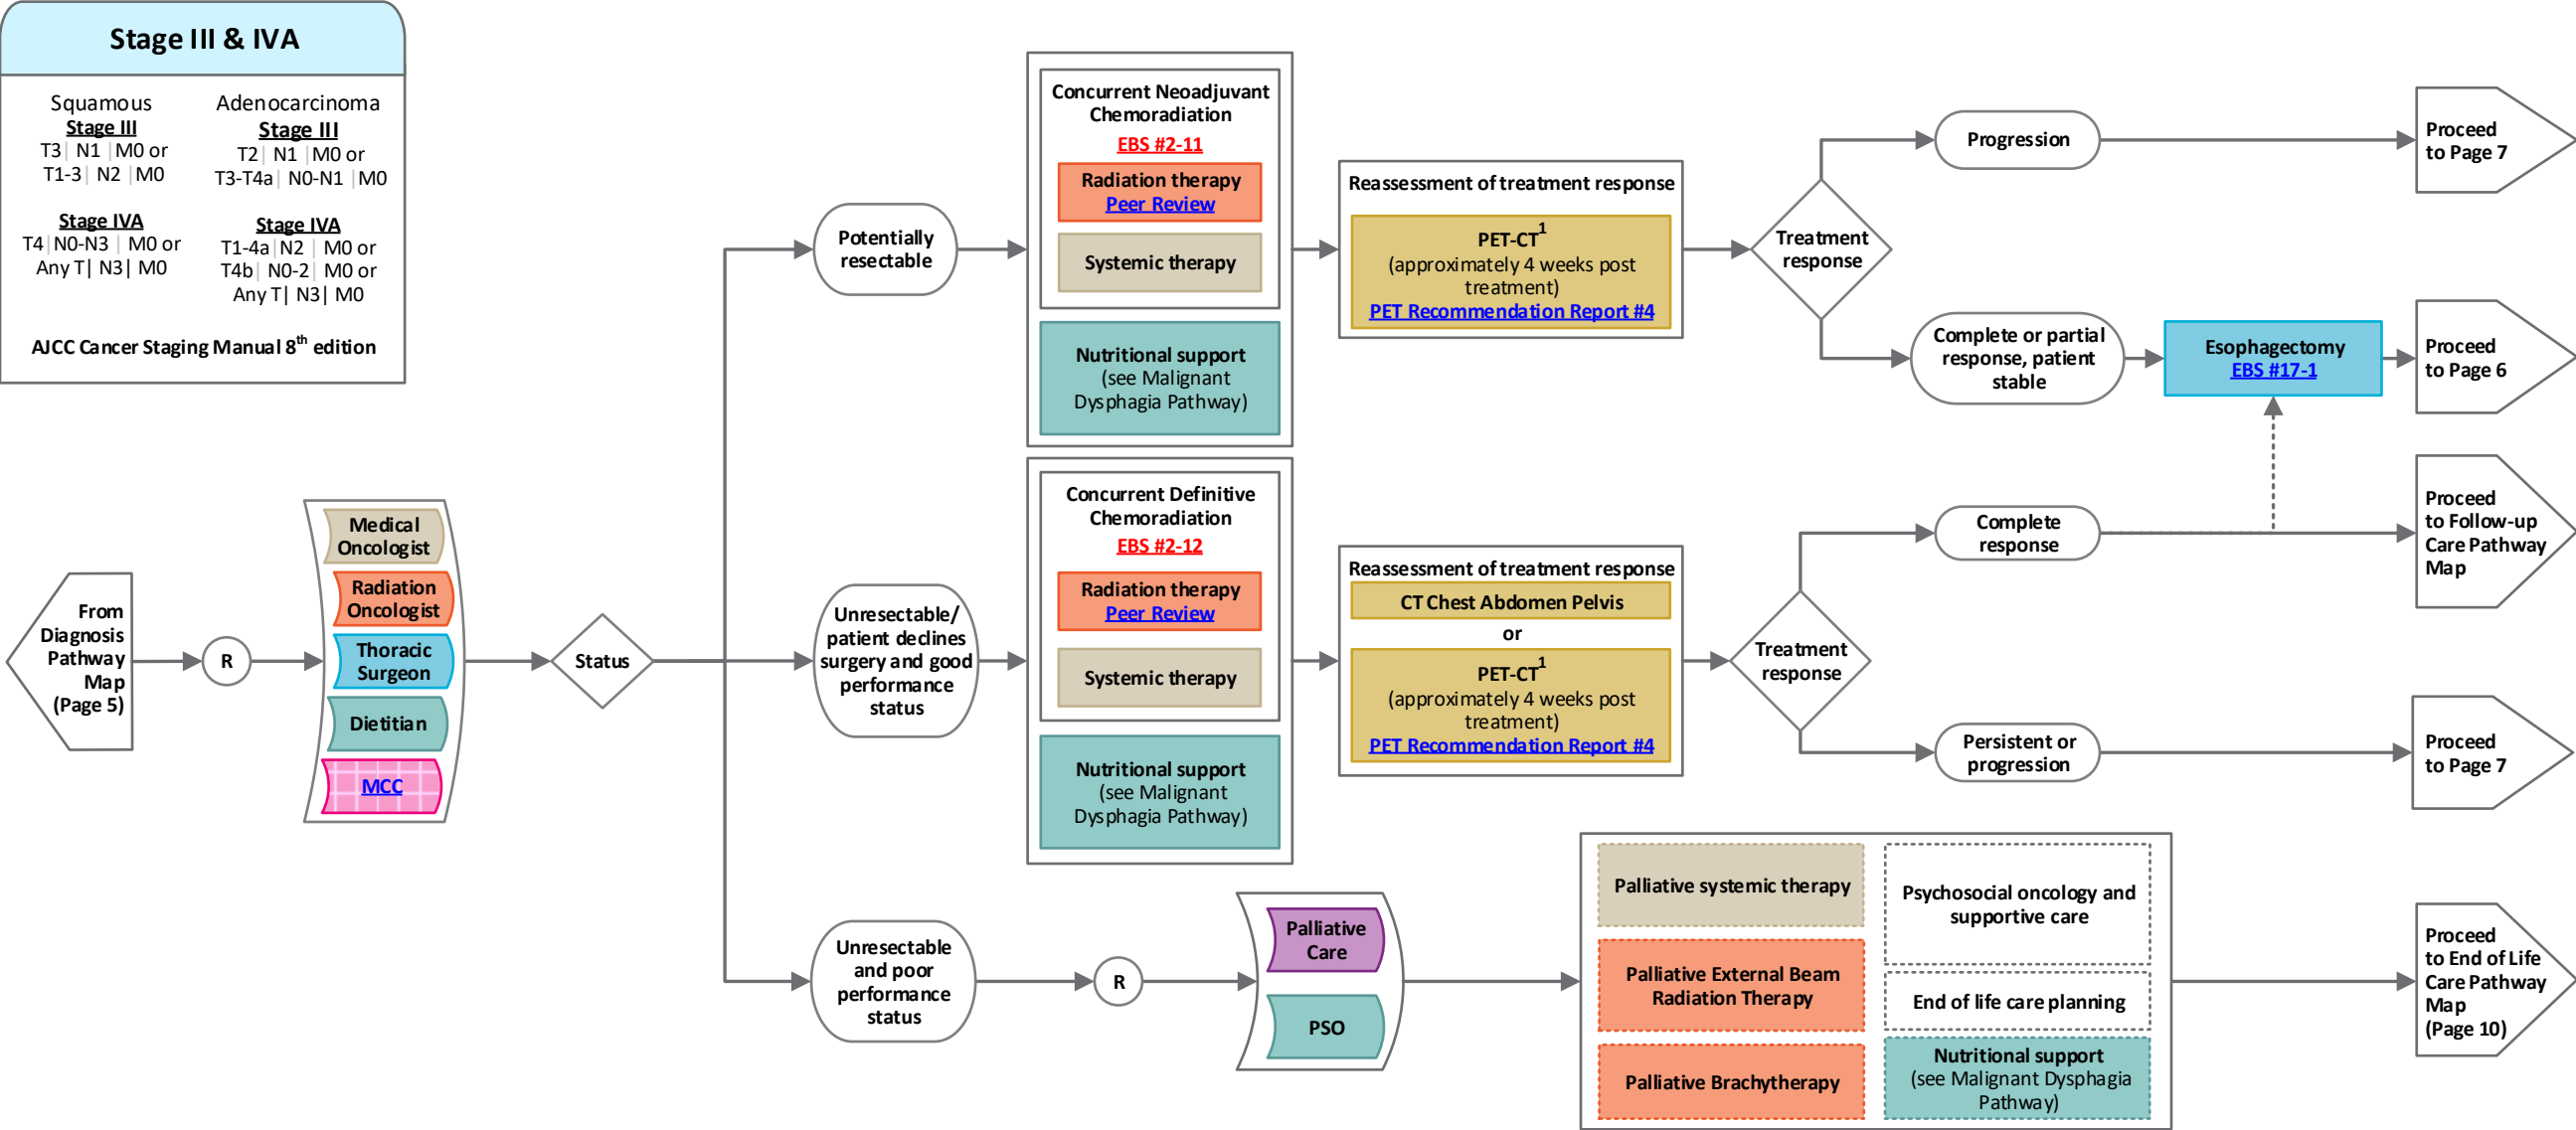 Stage III & IVA
Squamous
Stage III
T3| N1 |M0 or
T1-3| N2 |M0
Stage IVA
T4|N0-N3 | M0 or
Any T| N3| M0
Adenocarcinoma
Stage III
T2| N1 |M0 or
T3-T4a| N0-N1 |M0
Stage IVA
T1-4a|N2 | M0 or
T4b| N0-2| M0 or
Any T| N3| M0
AJCC Cancer Staging Manual 8th edition
From
Diagnosis
Pathway
Map
(Page 5)
R
Medical
Oncologist
Radiation
Oncologist
Thoracic
Surgeon
Dietitian
MCC
Status
Potentially
resectable
Concurrent Neoadjuvant
Chemoradiation
EBS #2-11
Radiation therapy
Peer Review
Systemic therapy
Nutritional support
(see Malignant
Dysphagia Pathway)
Reassessment of treatment response
PET-CT1
(approximately 4 weeks post
treatment)
PET Recommendation Report #4
Treatment
response
Progression
Proceed
to Page 7
Complete or partial
response, patient
stable
Esophagectomy
EBS #17-1
Proceed
to Page 6
Unresectable/
patient declines
surgery and good
performance
status
Concurrent Definitive
Chemoradiation
EBS #2-12
Radiation therapy
Peer Review
Systemic therapy
Nutritional support
(see Malignant
Dysphagia Pathway)
Reassessment of treatment response
CT Chest Abdomen Pelvis
or
PET-CT1
(approximately 4 weeks post
treatment)
PET Recommendation Report #4
Treatment
response
Complete
response
Proceed
to Follow-up
Care Pathway
Map
Persistent or
progression
Proceed
to Page 7
Unresectable
and poor
performance
status
R
Palliative
Care
PSO
Palliative systemic therapy
Palliative External Beam
Radiation Therapy
Palliative Brachytherapy
Psychosocial oncology and
supportive care
End of life care planning
Nutritional support
(see Malignant Dysphagia
Pathway)
Proceed
to End of Life
Care Pathway
Map
(Page 10)